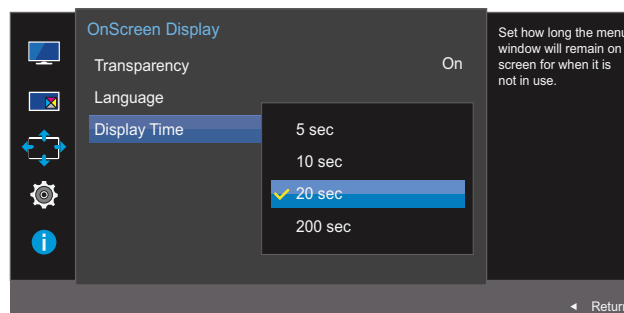 OnScreen Display
Transparency On
Language
Display Time
5 sec
10 sec
20 sec
200 sec
Set how long the menu
window will remain on
screen for when it is
not in use.
Return